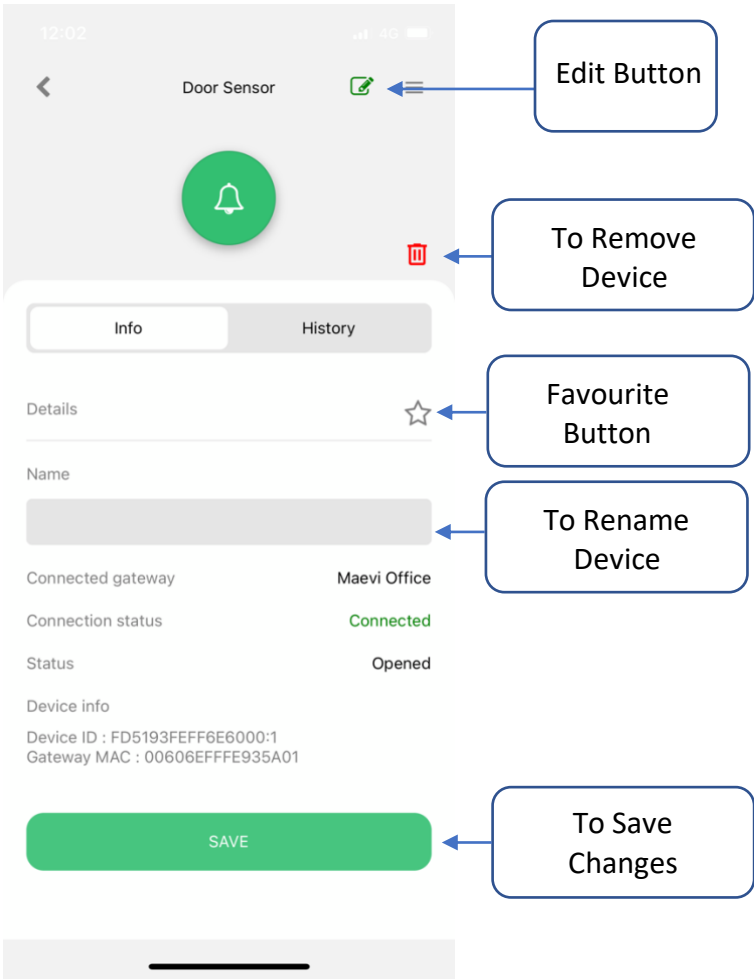 12:02
4G
Door Sensor
Edit Button
To Remove
Device
Info
History
Details
Favourite
Button
Name
To Rename
Device
Connected gateway
Maevi Office
Connection status
Connected
Status
Opened
Device info
Device ID : FD5193FEFF6E6000:1
Gateway MAC : 00606EFFFE935A01
SAVE
To Save
Changes